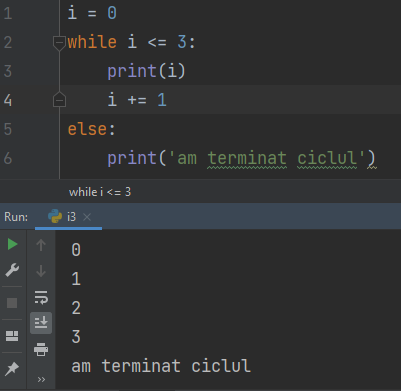 1 i = 0
2 while i <= 3:
3     print(i)
4     i += 1
5 else:
6     print('am terminat ciclul')
while i <= 3
Run: i3 ×
0
1
2
3
am terminat ciclul